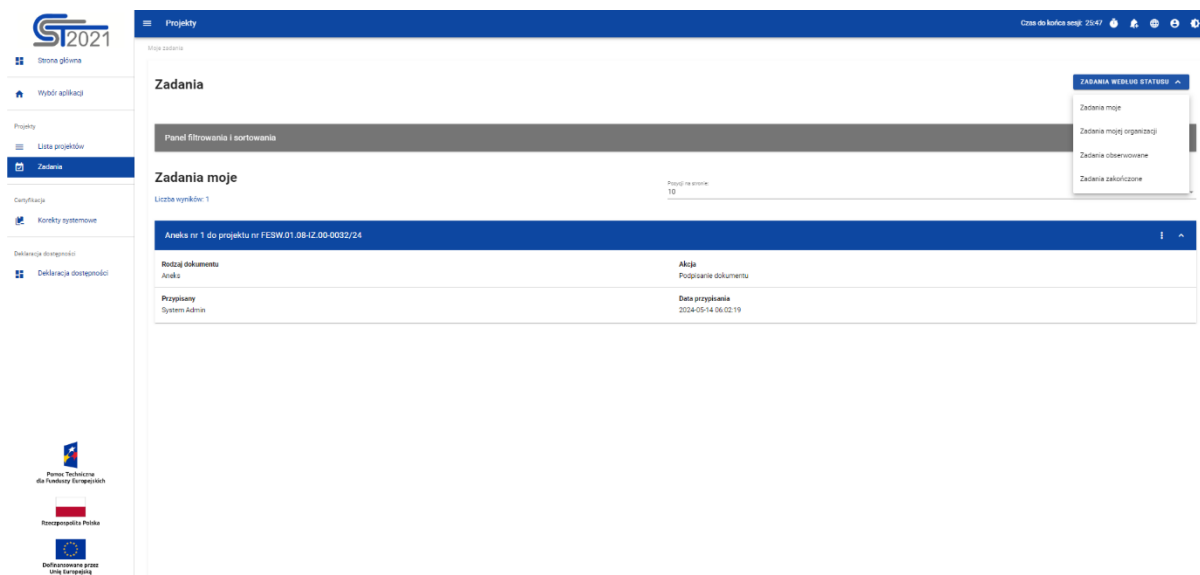 ST2021
Projekty
Czas do końca sesji: 25:47
Moje zadania
Strona główna
Wybór aplikacji
Projekty
Lista projektów
Zadania
Certyfikacja
Korekty systemowe
Deklaracja dostępności
Deklaracja dostępności
Zadania
ZADANIA WEDŁUG STATUSU
Zadania moje
Zadania mojej organizacji
Zadania obserwowane
Zadania zakończone
Panel filtrowania i sortowania
Zadania moje
Liczba wyników: 1
Pozycji na stronie:
10
Aneks nr 1 do projektu nr FESW.01.08-IZ.00-0032/24
Rodzaj dokumentu
Aneks
Akcja
Podpisanie dokumentu
Przypisany
System Admin
Data przypisania
2024-05-14 06:02:19
Pomoc Techniczna
dla Funduszy Europejskich
Rzeczpospolita Polska
Dofinansowane przez
Unię Europejską